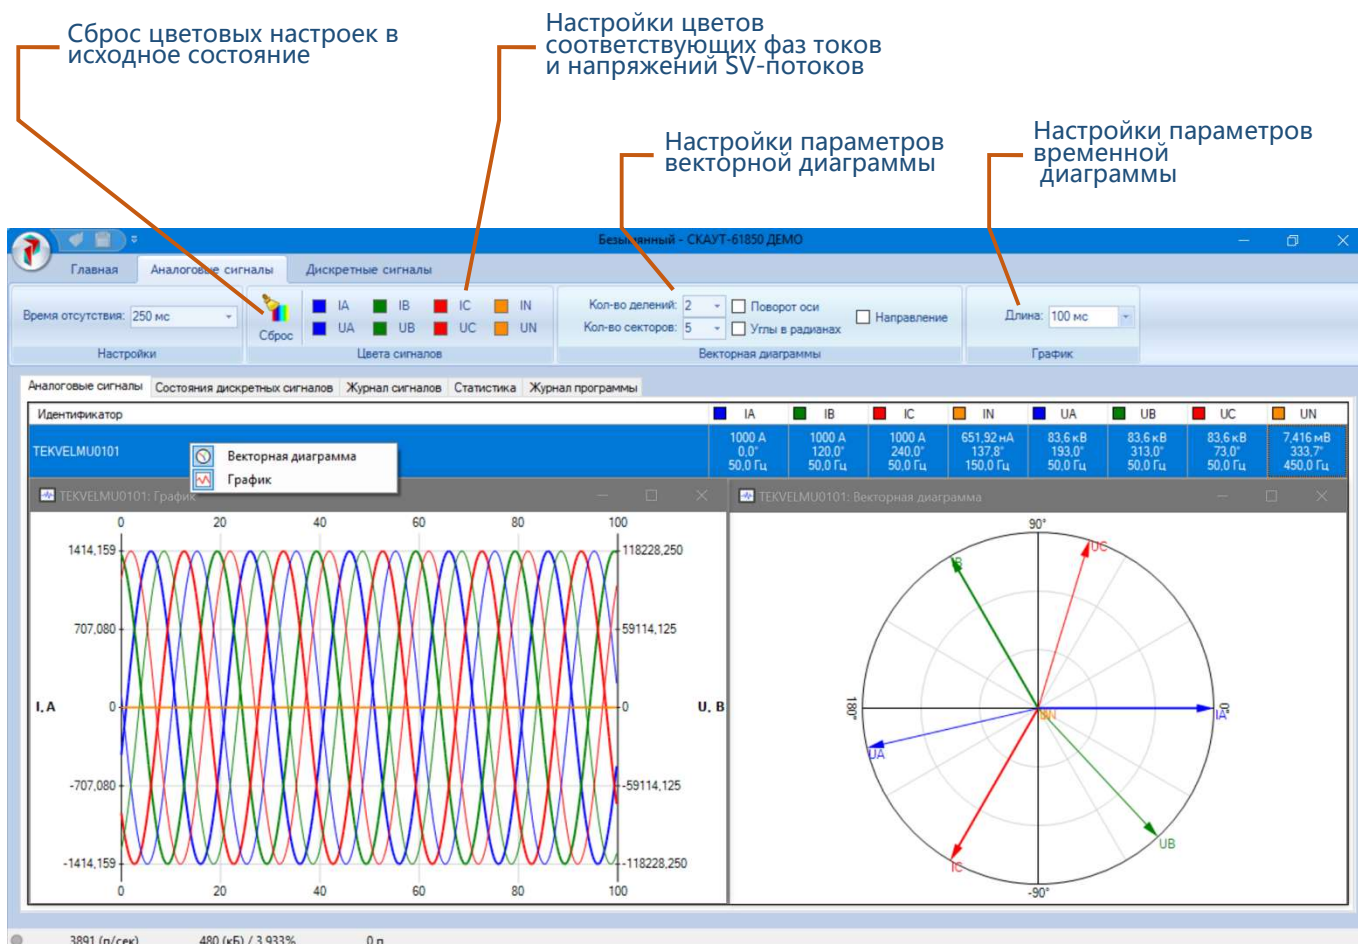 Сброс цветовых настроек в
исходное состояние
Настройки цветов
соответствующих фаз токов
и напряжений SV-потоков
Настройки параметров
векторной диаграммы
Настройки параметров
временной
диаграммы
Безымянный - СКАУТ-61850 ДЕМО
Главная Аналоговые сигналы Дискретные сигналы
Время отсутствия: 250 мс
Сброс
IA IB IC IN
UA UB UC UN
Кол-во делений: 2
Кол-во секторов: 5
Поворот оси
Углы в радианах
Направление
Длина: 100 мс
Настройки Цвета сигналов Векторная диаграммы График
Аналоговые сигналы Состояния дискретных сигналов Журнал сигналов Статистика Журнал программы
Идентификатор IA IB IC IN UA UB UC UN
TEKVELMU0101
1000 А 1000 А 1000 А 651,92 нА 83,6 кВ 83,6 кВ 83,6 кВ 7,416 мВ
0,0° 120,0° 240,0° 137,8° 193,0° 313,0° 73,0° 333,7°
50,0 Гц 50,0 Гц 50,0 Гц 150,0 Гц 50,0 Гц 50,0 Гц 50,0 Гц 450,0 Гц
Векторная диаграмма
График
TEKVELMU0101: График
0 20 40 60 80 100
1414,159 118228,250
707,080 59114,125
I, А 0 0 U, В
-707,080 -59114,125
-1414,159 -118228,250
0 20 40 60 80 100
TEKVELMU0101: Векторная диаграмма
90°
UC
IB
180°
UN
IA
0°
UA
UB
IC
-90°
3891 (п/сек) 480 (кБ) / 3,933% 0 п